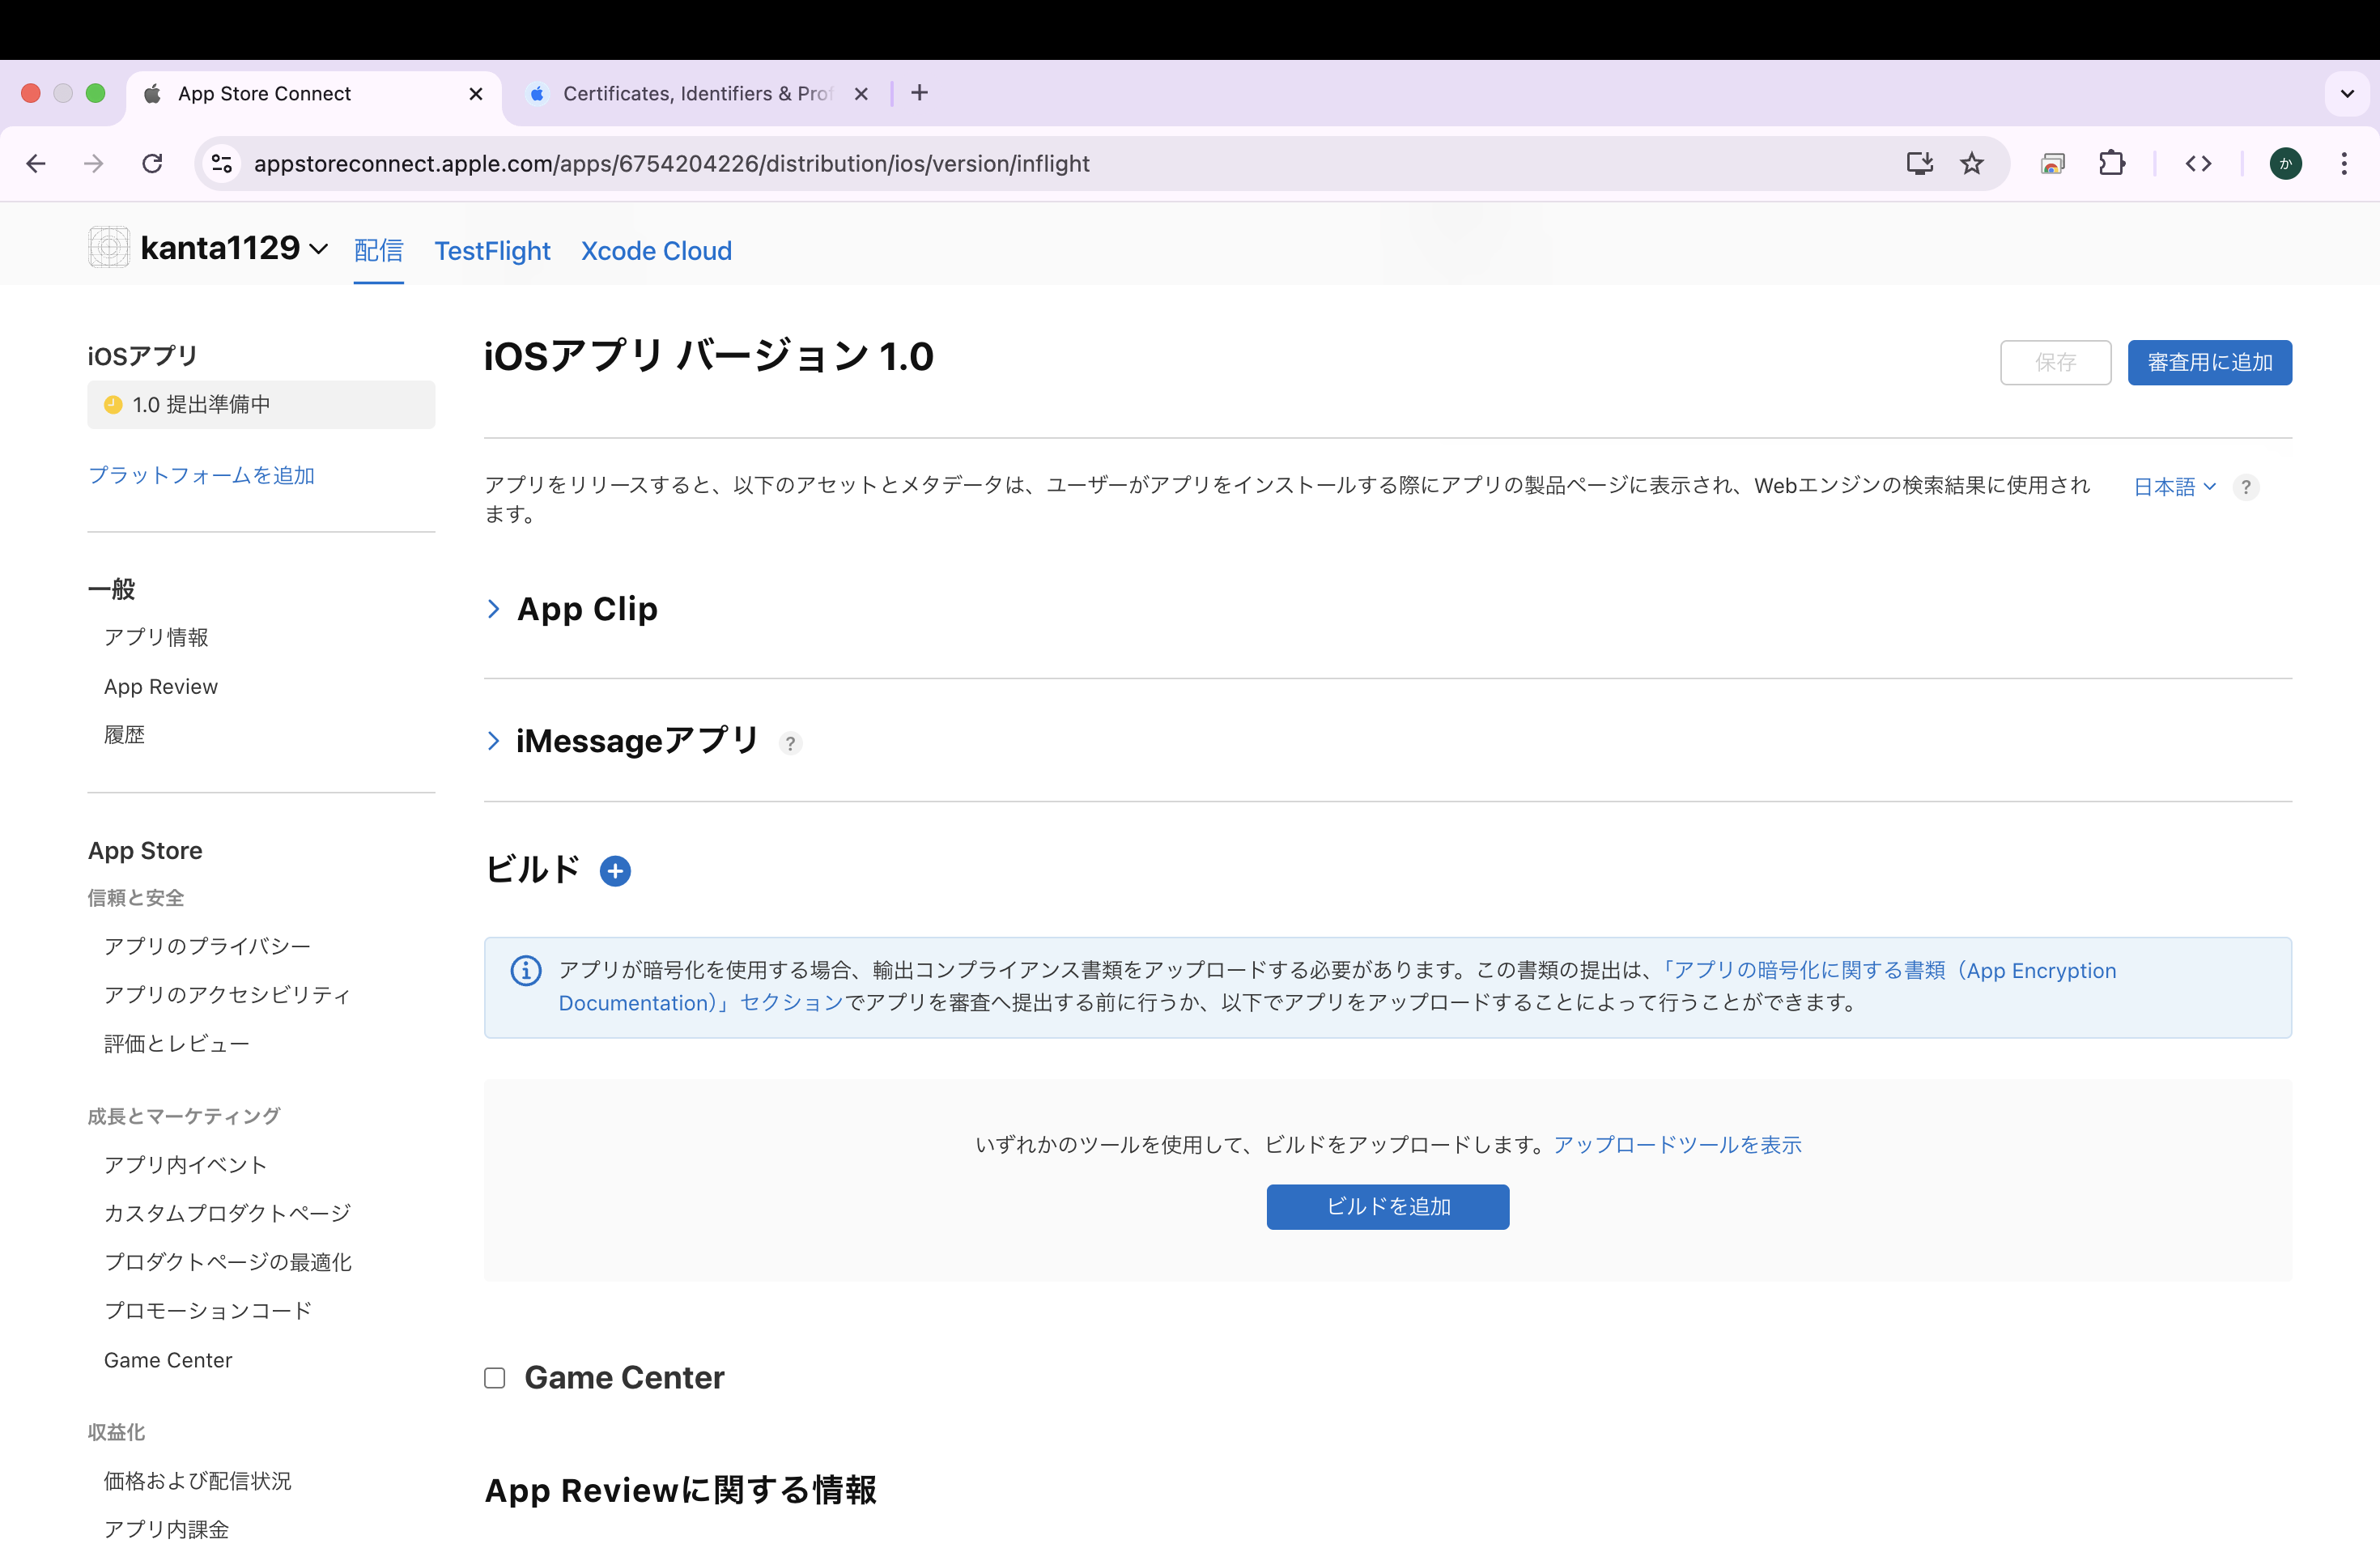 App Store Connect
Certificates, Identifiers & Prof
appstoreconnect.apple.com/apps/6754204226/distribution/ios/version/inflight
か
kanta1129
配信
TestFlight
Xcode Cloud
iOSアプリ
1.0 提出準備中
プラットフォームを追加
一般
アプリ情報
App Review
履歴
App Store
信頼と安全
アプリのプライバシー
アプリのアクセシビリティ
評価とレビュー
成長とマーケティング
アプリ内イベント
カスタムプロダクトページ
プロダクトページの最適化
プロモーションコード
Game Center
収益化
価格および配信状況
アプリ内課金
iOSアプリ バージョン 1.0
保存
審査用に追加
アプリをリリースすると、以下のアセットとメタデータは、ユーザーがアプリをインストールする際にアプリの製品ページに表示され、Webエンジンの検索結果に使用され
ます。
日本語
?
App Clip
iMessageアプリ
?
ビルド
アプリが暗号化を使用する場合、輸出コンプライアンス書類をアップロードする必要があります。この書類の提出は、「アプリの暗号化に関する書類（App Encryption
Documentation）」セクションでアプリを審査へ提出する前に行うか、以下でアプリをアップロードすることによって行うことができます。
いずれかのツールを使用して、ビルドをアップロードします。アップロードツールを表示
ビルドを追加
Game Center
App Reviewに関する情報